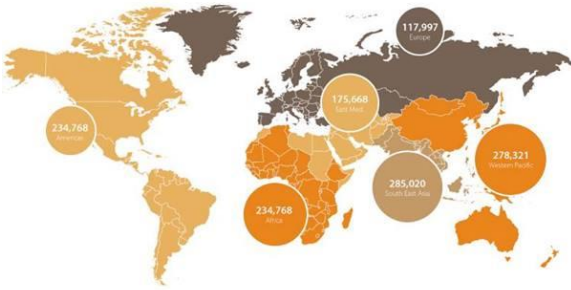 117,997
Europe
175,668
East Med
234,768
Americas
278,321
Western Pacific
285,020
South East Asia
234,768
Africa